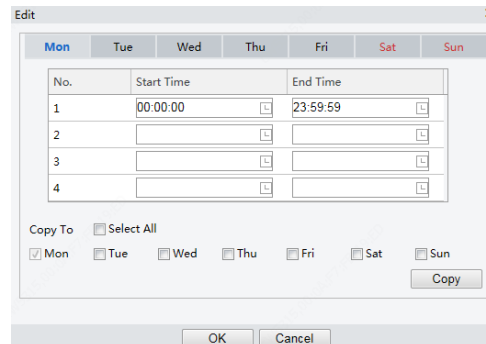 Edit
Mon Tue Wed Thu Fri Sat Sun
No. Start Time End Time
1 00:00:00 23:59:59
2
3
4
Copy To Select All
Mon Tue Wed Thu Fri Sat Sun
Copy
OK Cancel